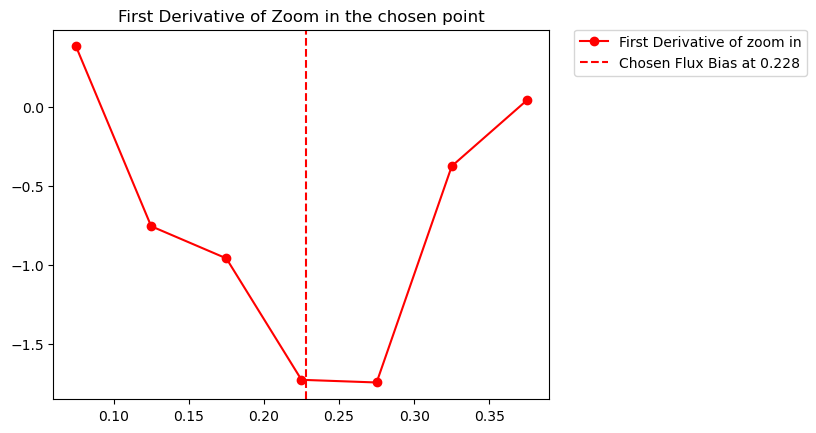 First Derivative of Zoom in the chosen point
First Derivative of zoom in
Chosen Flux Bias at 0.228
0.0
−0.5
−1.0
−1.5
0.10 0.15 0.20 0.25 0.30 0.35